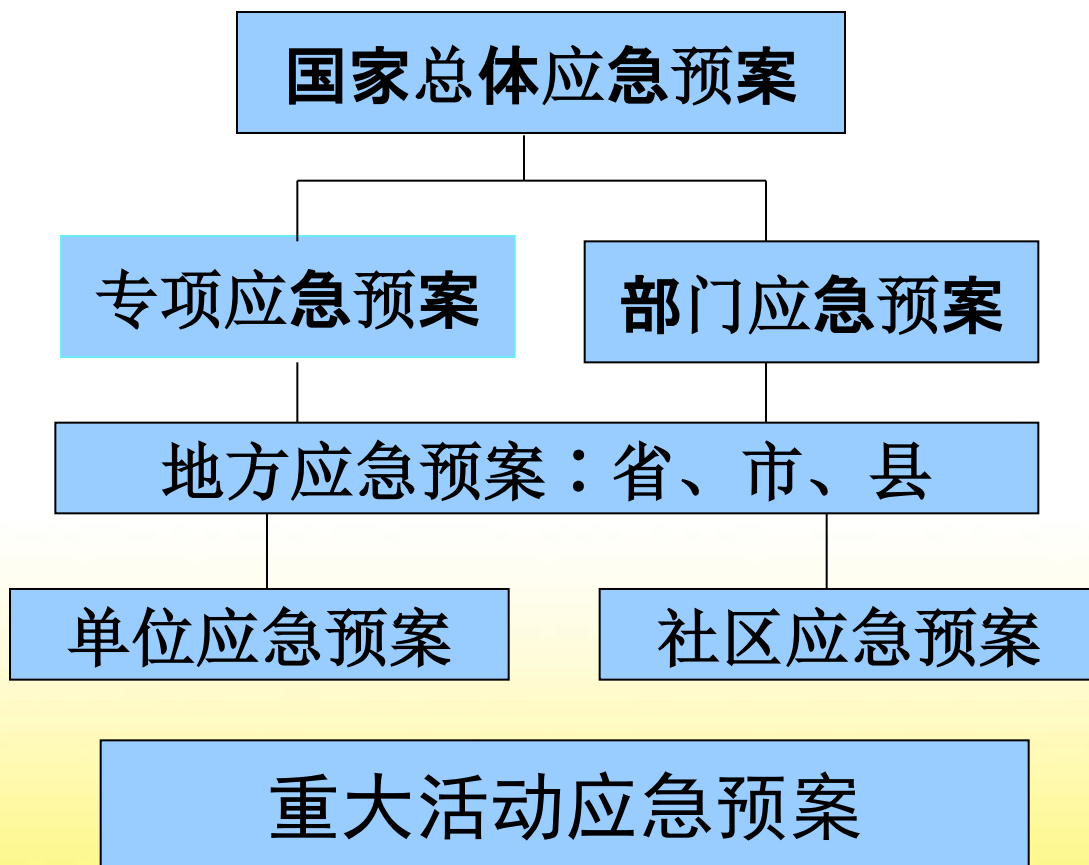 国家总体应急预案
专项应急预案
部门应急预案
地方应急预案：省、市、县
单位应急预案
社区应急预案
重大活动应急预案